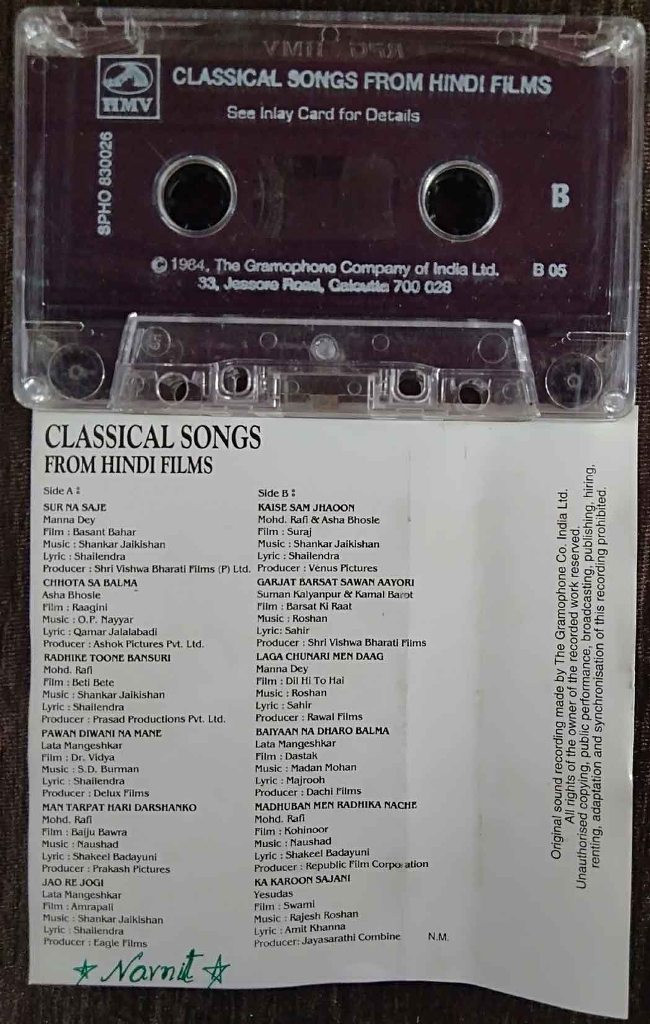 RPG HMV
HMV
CLASSICAL SONGS FROM HINDI FILMS
See Inlay Card for Details
SPHO 830026
B
© 1984, The Gramophone Company of India Ltd. B 05
33, Jessore Road, Calcutta 700 028
CLASSICAL SONGS
FROM HINDI FILMS
Side A :
SUR NA SAJE
Manna Dey
Film : Basant Bahar
Music : Shankar Jaikishan
Lyric : Shailendra
Producer : Shri Vishwa Bharati Films (P) Ltd.
CHHOTA SA BALMA
Asha Bhosle
Film : Raagini
Music : O.P. Nayyar
Lyric : Qamar Jalalabadi
Producer : Ashok Pictures Pvt. Ltd.
RADHIKE TOONE BANSURI
Mohd. Rafi
Film : Beti Bete
Music : Shankar Jaikishan
Lyric : Shailendra
Producer : Prasad Productions Pvt. Ltd.
PAWAN DIWANI NA MANE
Lata Mangeshkar
Film : Dr. Vidya
Music : S.D. Burman
Lyric : Shailendra
Producer : Delux Films
MAN TARPAT HARI DARSHANKO
Mohd. Rafi
Film : Baiju Bawra
Music : Naushad
Lyric : Shakeel Badayuni
Producer : Prakash Pictures
JAO RE JOGI
Lata Mangeshkar
Film : Amrapali
Music : Shankar Jaikishan
Lyric : Shailendra
Producer : Eagle Films
Side B :
KAISE SAM JHAOON
Mohd. Rafi & Asha Bhosle
Film : Suraj
Music : Shankar Jaikishan
Lyric : Shailendra
Producer : Venus Pictures
GARJAT BARSAT SAWAN AAYORI
Suman Kalyanpur & Kamal Barot
Film : Barsat Ki Raat
Music : Roshan
Lyric: Sahir
Producer : Shri Vishwa Bharati Films
LAGA CHUNARI MEN DAAG
Manna Dey
Film : Dil Hi To Hai
Music : Roshan
Lyric : Sahir
Producer : Rawal Films
BAIYAAN NA DHARO BALMA
Lata Mangeshkar
Film : Dastak
Music : Madan Mohan
Lyric : Majrooh
Producer : Dachi Films
MADHUBAN MEN RADHIKA NACHE
Mohd. Rafi
Film : Kohinoor
Music : Naushad
Lyric : Shakeel Badayuni
Producer : Republic Film Corporation
KA KAROON SAJANI
Yesudas
Film : Swami
Music : Rajesh Roshan
Lyric : Amit Khanna
Producer: Jayasarathi Combine N.M.
Navnit
Original sound recording made by The Gramophone Co. India Ltd.
All rights of the owner of the recorded work reserved.
Unauthorised copying, public performance, broadcasting, publishing, hiring,
renting, adaptation and synchronisation of this recording prohibited.